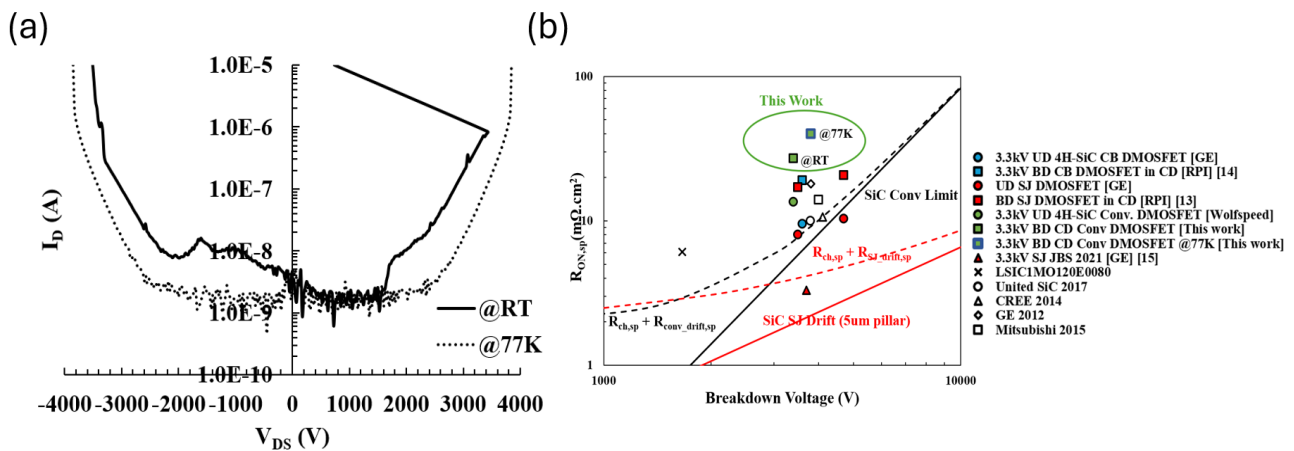 (a)
1.0E-5
1.0E-6
1.0E-7
1.0E-8
1.0E-9
1.0E-10
I_D (A)
@RT
@77K
-4000 -3000 -2000 -1000 0 1000 2000 3000 4000
V_DS (V)
(b)
100
10
1
R_ON,sp (mΩ.cm2)
This Work
@77K
@RT
SiC Conv Limit
R_ch,sp + R_SJ_drift,sp
R_ch,sp + R_conv_drift,sp
SiC SJ Drift (5um pillar)
1000 10000
Breakdown Voltage (V)
3.3kV UD 4H-SiC CB DMOSFET [GE]
3.3kV BD CB DMOSFET in CD [RPI] [14]
UD SJ DMOSFET [GE]
BD SJ DMOSFET in CD [RPI] [13]
3.3kV UD 4H-SiC Conv. DMOSFET [Wolfspeed]
3.3kV BD CD Conv DMOSFET [This work]
3.3kV BD CD Conv DMOSFET @77K [This work]
3.3kV SJ JBS 2021 [GE] [15]
LSIC1MO120E0080
United SiC 2017
CREE 2014
GE 2012
Mitsubishi 2015